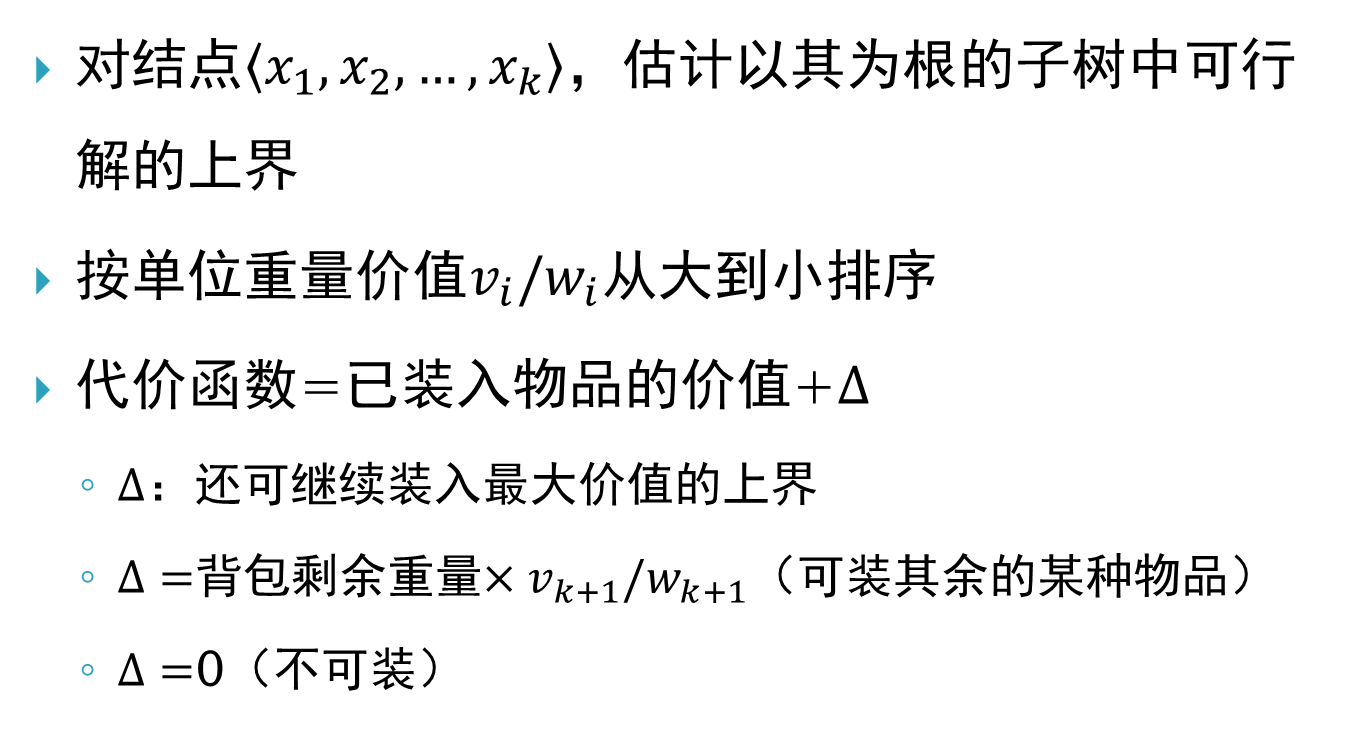 对结点⟨x₁, x₂, … , xₖ⟩，估计以其为根的子树中可行
解的上界
按单位重量价值vᵢ/wᵢ从大到小排序
代价函数=已装入物品的价值+Δ
Δ：还可继续装入最大价值的上界
Δ =背包剩余重量× vₖ₊₁/wₖ₊₁（可装其余的某种物品）
Δ =0（不可装）